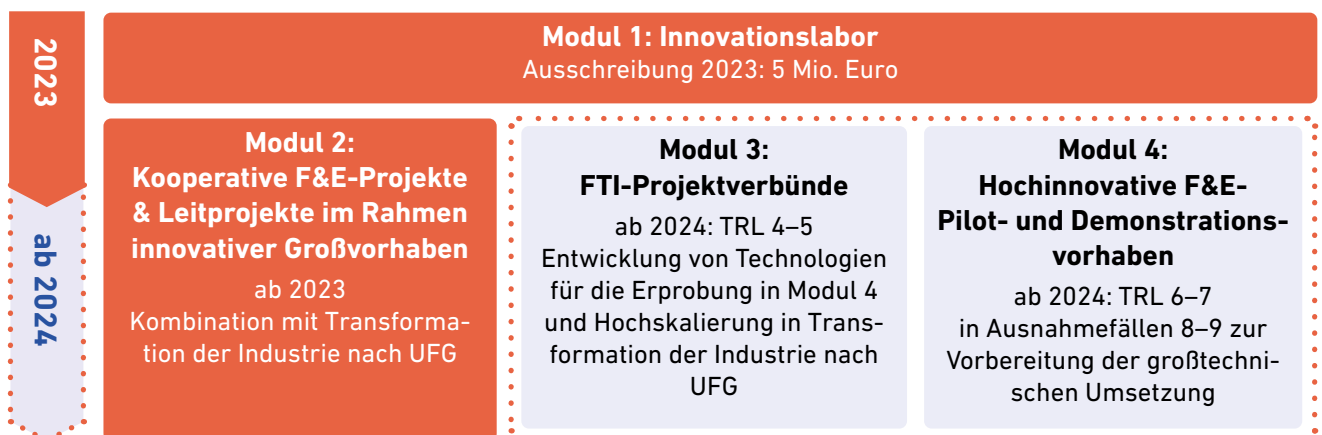 2023
ab 2024
Modul 1: Innovationslabor
Ausschreibung 2023: 5 Mio. Euro
Modul 2:
Kooperative F&E-Projekte
& Leitprojekte im Rahmen
innovativer Großvorhaben
ab 2023
Kombination mit Transforma-
tion der Industrie nach UFG
Modul 3:
FTI-Projektverbünde
ab 2024: TRL 4–5
Entwicklung von Technologien
für die Erprobung in Modul 4
und Hochskalierung in Trans-
formation der Industrie nach
UFG
Modul 4:
Hochinnovative F&E-
Pilot- und Demonstrations-
vorhaben
ab 2024: TRL 6–7
in Ausnahmefällen 8–9 zur
Vorbereitung der großtechni-
schen Umsetzung